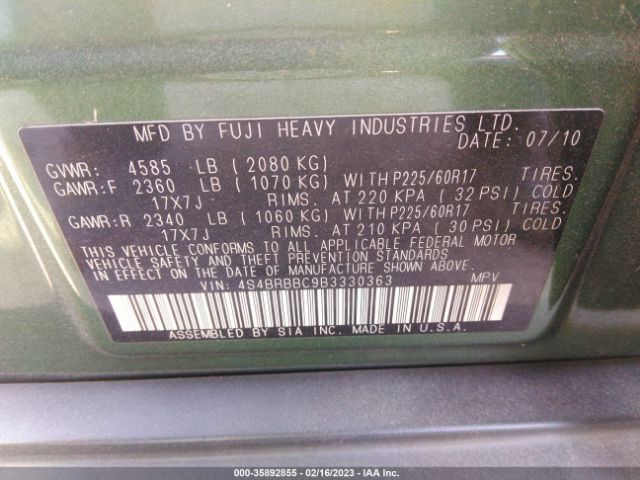 MFD BY FUJI HEAVY INDUSTRIES LTD.
DATE: 07/10
GVWR: 4585 LB (2080 KG)
GAWR:F 2360 LB (1070 KG) WITH P225/60R17 TIRES.
17X7J RIMS. AT 220 KPA (32 PSI) COLD
GAWR:R 2340 LB (1060 KG) WITH P225/60R17 TIRES.
17X7J RIMS. AT 210 KPA (30 PSI) COLD
THIS VEHICLE CONFORMS TO ALL APPLICABLE FEDERAL MOTOR
VEHICLE SAFETY AND THEFT PREVENTION STANDARDS
IN EFFECT ON THE DATE OF MANUFACTURE SHOWN ABOVE.
VIN: 4S4BRBBC9B3330363 MPV
ASSEMBLED BY SIA INC. MADE IN U.S.A.
000-35892855 - 02/16/2023 - IAA Inc.